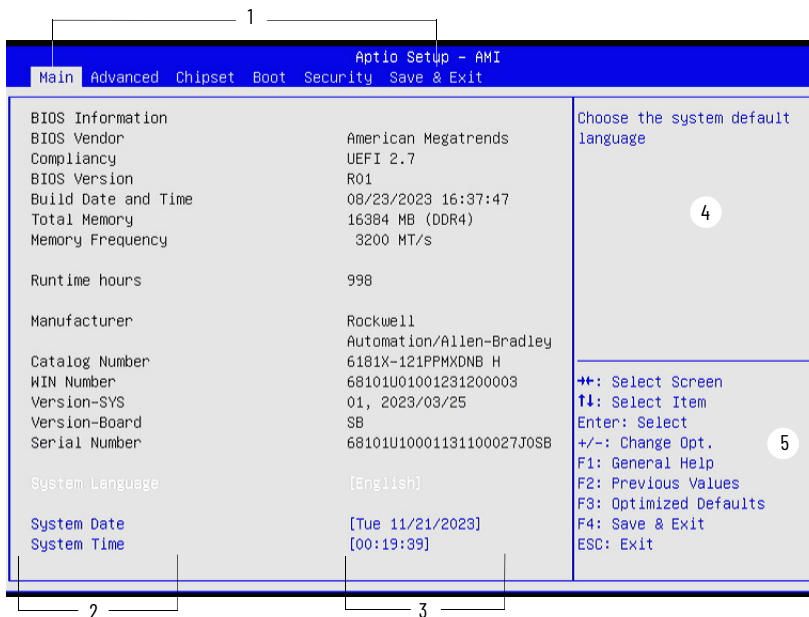 1
Aptio Setup – AMI
Main Advanced Chipset Boot Security Save & Exit
BIOS Information
BIOS Vendor American Megatrends
Compliancy UEFI 2.7
BIOS Version R01
Build Date and Time 08/23/2023 16:37:47
Total Memory 16384 MB (DDR4)
Memory Frequency 3200 MT/s
Runtime hours 998
Manufacturer Rockwell
Automation/Allen-Bradley
Catalog Number 6181X-121PPMXDNB H
WIN Number 68101U01001231200003
Version-SYS 01, 2023/03/25
Version-Board SB
Serial Number 68101U10001131100027J0SB
System Language [English]
System Date [Tue 11/21/2023]
System Time [00:19:39]
Choose the system default
language
4
→←: Select Screen
↑↓: Select Item
Enter: Select
+/-: Change Opt.
5
F1: General Help
F2: Previous Values
F3: Optimized Defaults
F4: Save & Exit
ESC: Exit
2
3